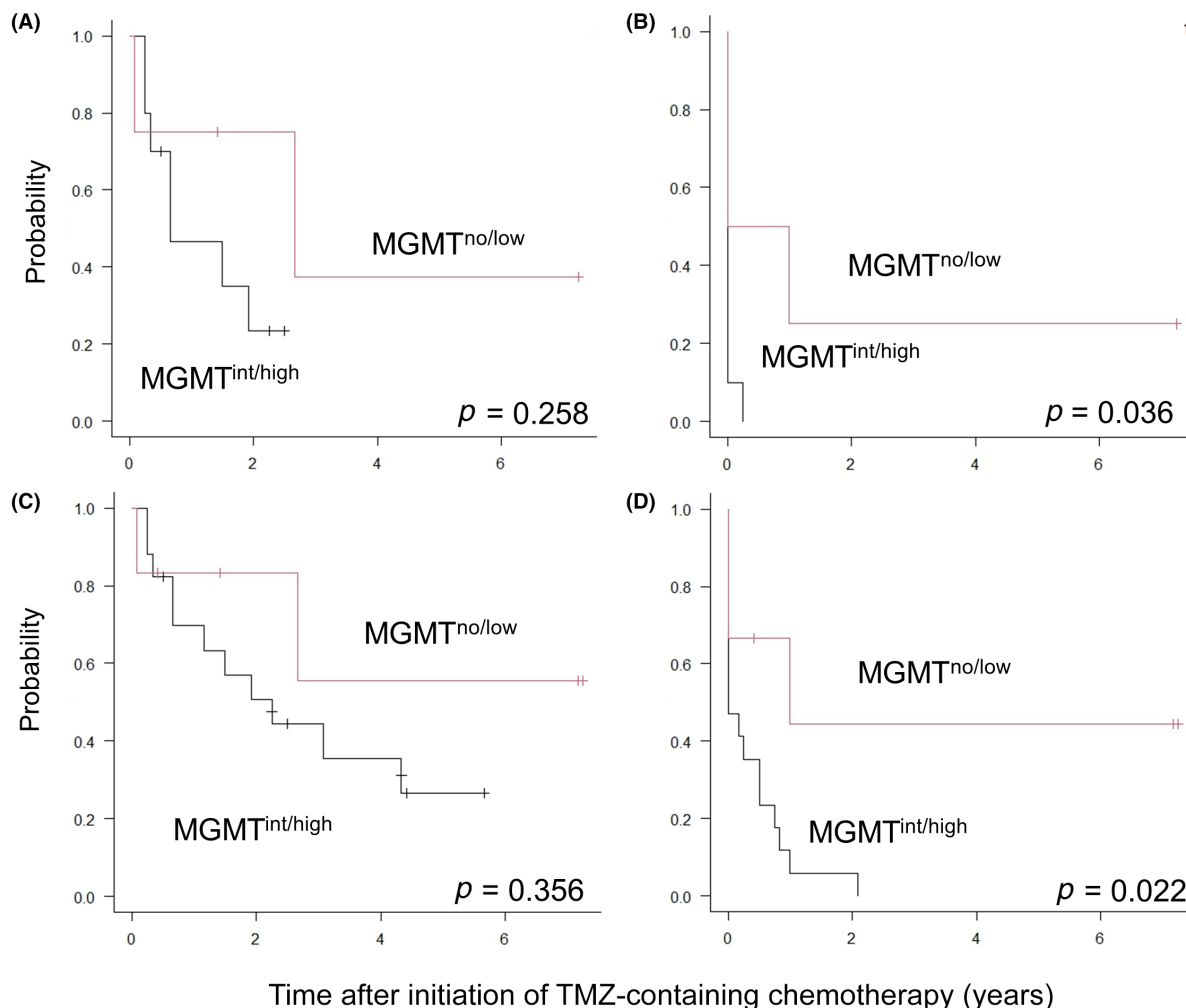 (A)
Probability
1.0
0.8
0.6
0.4
0.2
0.0
MGMTno/low
MGMTint/high
p = 0.258
0 2 4 6
(B)
1.0
0.8
0.6
0.4
0.2
0.0
MGMTno/low
MGMTint/high
p = 0.036
0 2 4 6
(C)
Probability
1.0
0.8
0.6
0.4
0.2
0.0
MGMTno/low
MGMTint/high
p = 0.356
0 2 4 6
(D)
1.0
0.8
0.6
0.4
0.2
0.0
MGMTno/low
MGMTint/high
p = 0.022
0 2 4 6
Time after initiation of TMZ-containing chemotherapy (years)